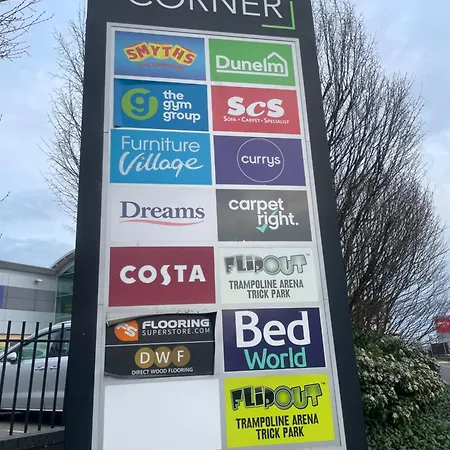 CORNER
SMYTHS
Dunelm
the
gym
group
ScS
SOFA • CARPET • SPECIALIST
Furniture
Village
currys
Dreams
carpet
right.
COSTA
FLIPOUT
TRAMPOLINE ARENA
TRICK PARK
FLOORING
SUPERSTORE.COM
DWF
DIRECT WOOD FLOORING
Bed
World
FLIPOUT
TRAMPOLINE ARENA
TRICK PARK